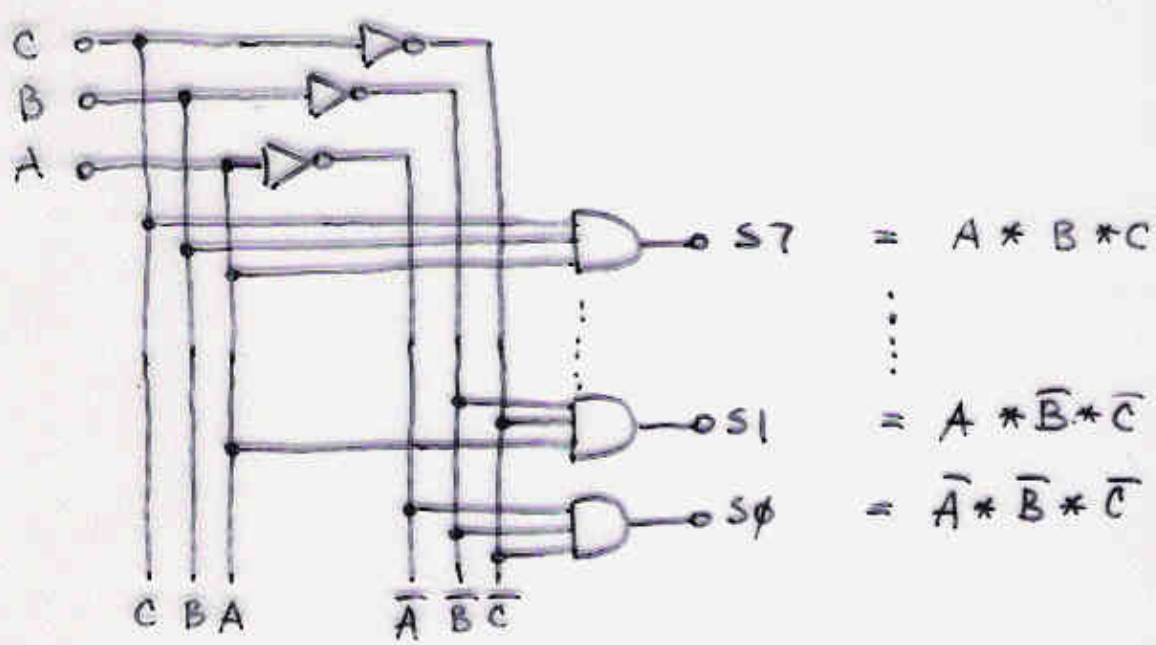 C
B
A
S7 = A * B * C
S1 = A * B̅ * C̅
Sφ = A̅ * B̅ * C̅
C B A A̅ B̅ C̅